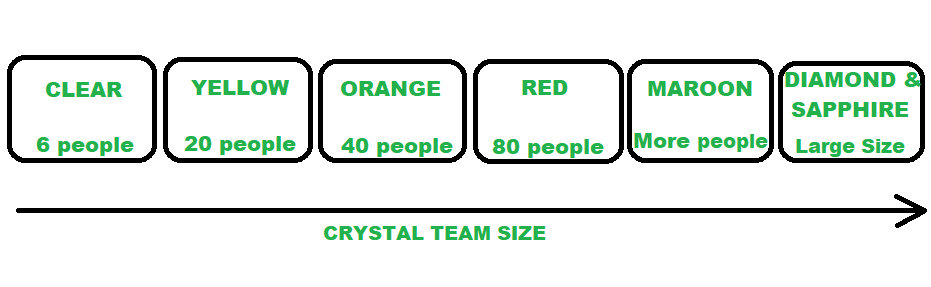 CLEAR
6 people
YELLOW
20 people
ORANGE
40 people
RED
80 people
MAROON
More people
DIAMOND &
SAPPHIRE
Large Size
CRYSTAL TEAM SIZE